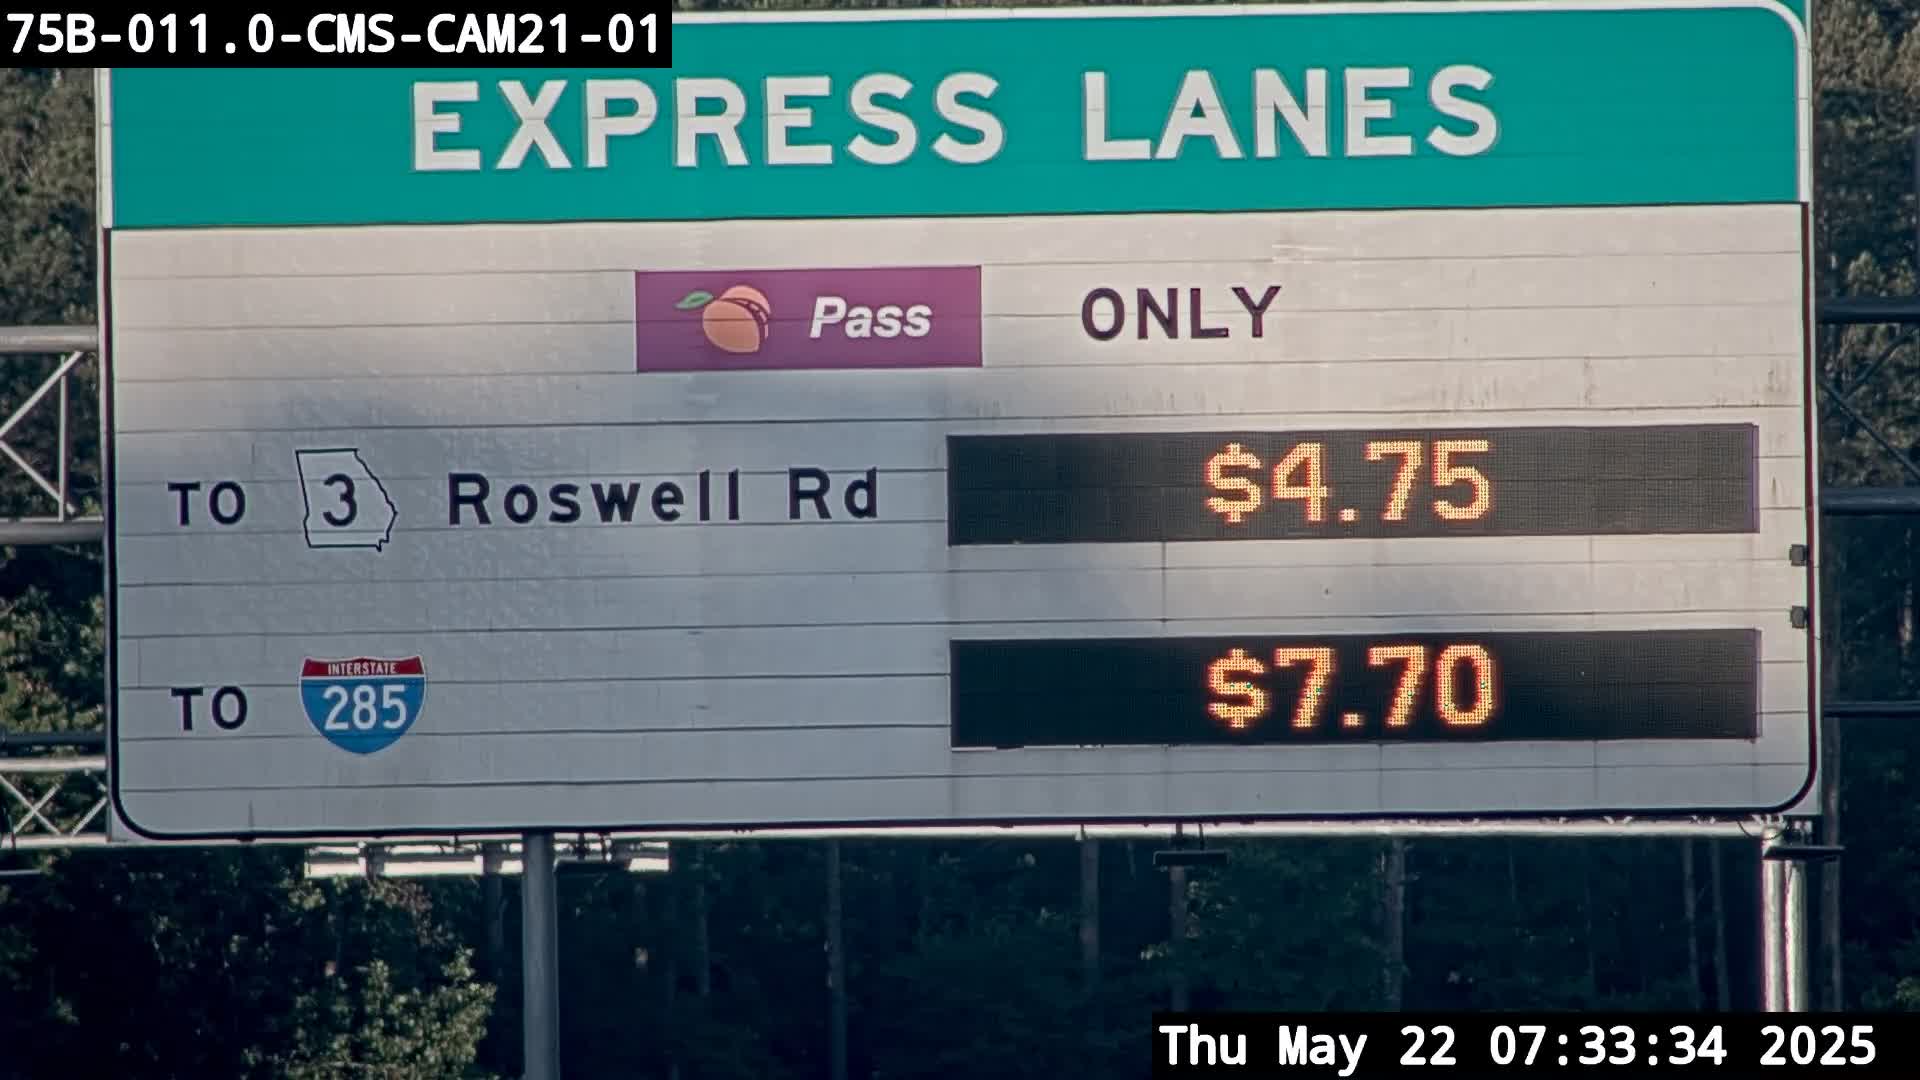 75B-011.0-CMS-CAM21-01
EXPRESS LANES
Pass ONLY
TO 3 Roswell Rd $4.75
INTERSTATE
TO 285 $7.70
Thu May 22 07:33:34 2025